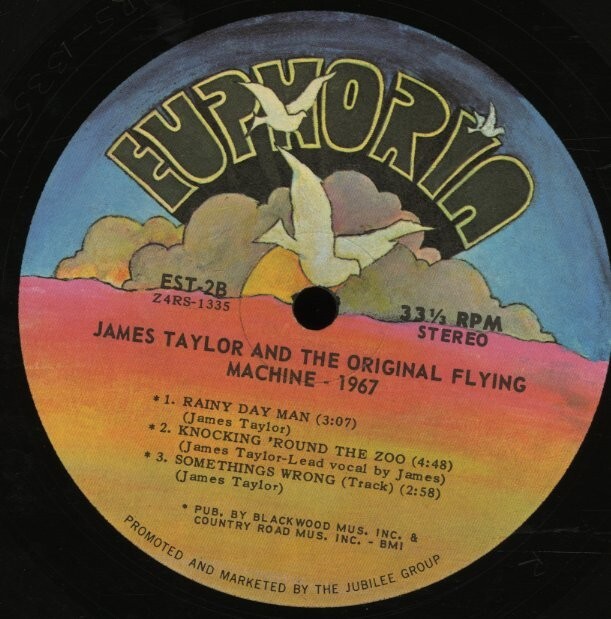 EUPHORIA
EST-2B
Z4RS-1335
33⅓ RPM
STEREO
JAMES TAYLOR AND THE ORIGINAL FLYING
MACHINE - 1967
* 1. RAINY DAY MAN (3:07)
(James Taylor)
* 2. KNOCKING 'ROUND THE ZOO (4:48)
(James Taylor-Lead vocal by James)
* 3. SOMETHINGS WRONG (Track) (2:58)
(James Taylor)
* PUB. BY BLACKWOOD MUS. INC. &
COUNTRY ROAD MUS. INC. - BMI
PROMOTED AND MARKETED BY THE JUBILEE GROUP